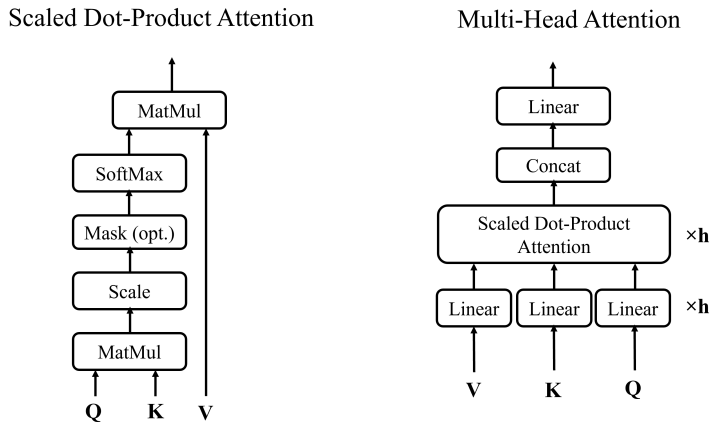 Scaled Dot-Product Attention
MatMul
SoftMax
Mask (opt.)
Scale
MatMul
Q K V
Multi-Head Attention
Linear
Concat
Scaled Dot-Product
Attention
×h
Linear Linear Linear ×h
V K Q